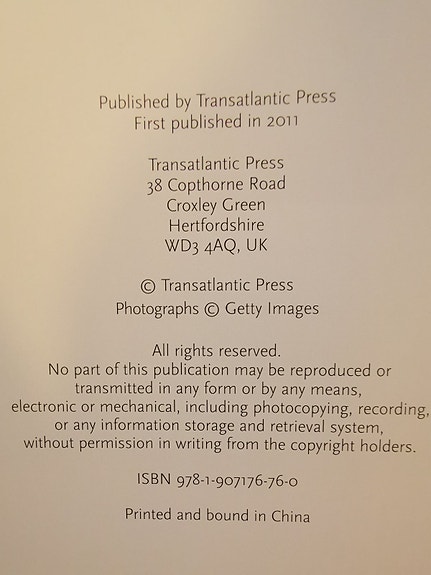 Published by Transatlantic Press
First published in 2011
Transatlantic Press
38 Copthorne Road
Croxley Green
Hertfordshire
WD3 4AQ, UK
© Transatlantic Press
Photographs © Getty Images
All rights reserved.
No part of this publication may be reproduced or
transmitted in any form or by any means,
electronic or mechanical, including photocopying, recording,
or any information storage and retrieval system,
without permission in writing from the copyright holders.
ISBN 978-1-907176-76-0
Printed and bound in China